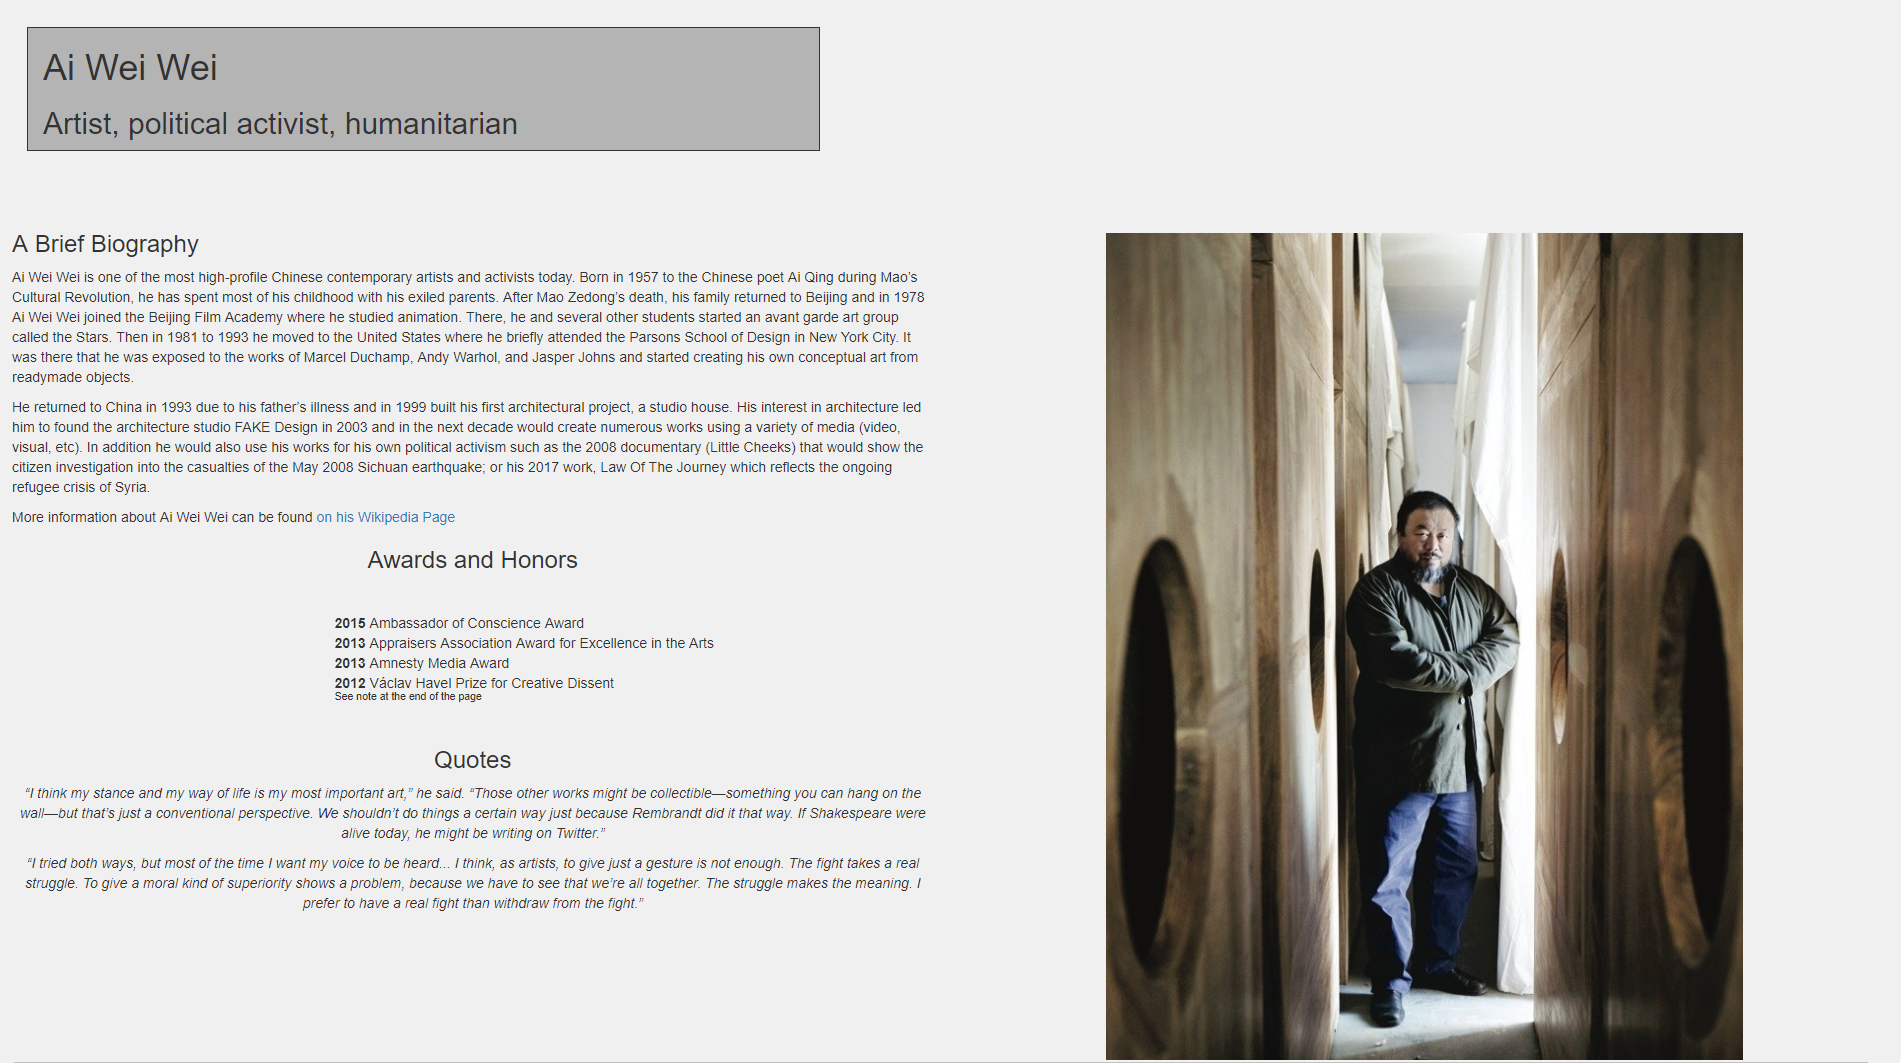 Ai Wei Wei
Artist, political activist, humanitarian
A Brief Biography
Ai Wei Wei is one of the most high-profile Chinese contemporary artists and activists today. Born in 1957 to the Chinese poet Ai Qing during Mao’s
Cultural Revolution, he has spent most of his childhood with his exiled parents. After Mao Zedong’s death, his family returned to Beijing and in 1978
Ai Wei Wei joined the Beijing Film Academy where he studied animation. There, he and several other students started an avant garde art group
called the Stars. Then in 1981 to 1993 he moved to the United States where he briefly attended the Parsons School of Design in New York City. It
was there that he was exposed to the works of Marcel Duchamp, Andy Warhol, and Jasper Johns and started creating his own conceptual art from
readymade objects.
He returned to China in 1993 due to his father’s illness and in 1999 built his first architectural project, a studio house. His interest in architecture led
him to found the architecture studio FAKE Design in 2003 and in the next decade would create numerous works using a variety of media (video,
visual, etc). In addition he would also use his works for his own political activism such as the 2008 documentary (Little Cheeks) that would show the
citizen investigation into the casualties of the May 2008 Sichuan earthquake; or his 2017 work, Law Of The Journey which reflects the ongoing
refugee crisis of Syria.
More information about Ai Wei Wei can be found on his Wikipedia Page
Awards and Honors
2015 Ambassador of Conscience Award
2013 Appraisers Association Award for Excellence in the Arts
2013 Amnesty Media Award
2012 Václav Havel Prize for Creative Dissent
See note at the end of the page
Quotes
“I think my stance and my way of life is my most important art,” he said. “Those other works might be collectible—something you can hang on the
wall—but that’s just a conventional perspective. We shouldn’t do things a certain way just because Rembrandt did it that way. If Shakespeare were
alive today, he might be writing on Twitter.”
“I tried both ways, but most of the time I want my voice to be heard... I think, as artists, to give just a gesture is not enough. The fight takes a real
struggle. To give a moral kind of superiority shows a problem, because we have to see that we’re all together. The struggle makes the meaning. I
prefer to have a real fight than withdraw from the fight.”